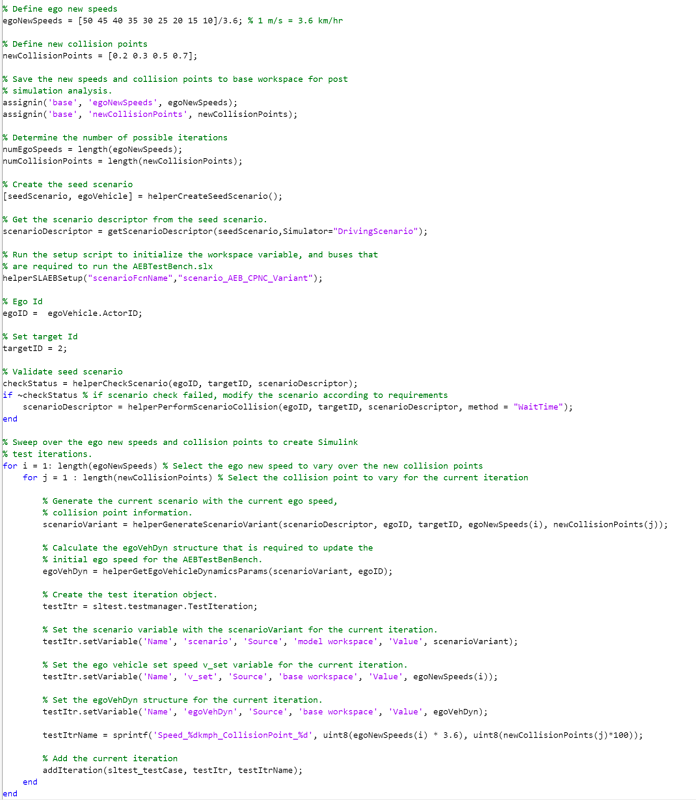 % Define ego new speeds
egoNewSpeeds = [50 45 40 35 30 25 20 15 10]/3.6; % 1 m/s = 3.6 km/hr
% Define new collision points
newCollisionPoints = [0.2 0.3 0.5 0.7];
% Save the new speeds and collision points to base workspace for post
% simulation analysis.
assignin('base', 'egoNewSpeeds', egoNewSpeeds);
assignin('base', 'newCollisionPoints', newCollisionPoints);
% Determine the number of possible iterations
numEgoSpeeds = length(egoNewSpeeds);
numCollisionPoints = length(newCollisionPoints);
% Create the seed scenario
[seedScenario, egoVehicle] = helperCreateSeedScenario();
% Get the scenario descriptor from the seed scenario.
scenarioDescriptor = getScenarioDescriptor(seedScenario,Simulator="DrivingScenario");
% Run the setup script to initialize the workspace variable, and buses that
% are required to run the AEBTestBench.slx
helperSLAEBSetup("scenarioFcnName","scenario_AEB_CPNC_Variant");
% Ego Id
egoID =  egoVehicle.ActorID;
% Set target Id
targetID = 2;
% Validate seed scenario
checkStatus = helperCheckScenario(egoID, targetID, scenarioDescriptor);
if ~checkStatus % if scenario check failed, modify the scenario according to requirements
    scenarioDescriptor = helperPerformScenarioCollision(egoID, targetID, scenarioDescriptor, method = "WaitTime");
end
% Sweep over the ego new speeds and collision points to create Simulink
% test iterations.
for i = 1: length(egoNewSpeeds) % Select the ego new speed to vary over the new collision points
    for j = 1 : length(newCollisionPoints) % Select the collision point to vary for the current iteration
        % Generate the current scenario with the current ego speed,
        % collision point information.
        scenarioVariant = helperGenerateScenarioVariant(scenarioDescriptor, egoID, targetID, egoNewSpeeds(i), newCollisionPoints(j));
        % Calculate the egoVehDyn structure that is required to update the
        % initial ego speed for the AEBTestBenBench.
        egoVehDyn = helperGetEgoVehicleDynamicsParams(scenarioVariant, egoID);
        % Create the test iteration object.
        testItr = sltest.testmanager.TestIteration;
        % Set the scenario variable with the scenarioVariant for the current iteration.
        testItr.setVariable('Name', 'scenario', 'Source', 'model workspace', 'Value', scenarioVariant);
        % Set the ego vehicle set speed v_set variable for the current iteration.
        testItr.setVariable('Name', 'v_set', 'Source', 'base workspace', 'Value', egoNewSpeeds(i));
        % Set the egoVehDyn structure for the current iteration.
        testItr.setVariable('Name', 'egoVehDyn', 'Source', 'base workspace', 'Value', egoVehDyn);
        testItrName = sprintf('Speed_%dkmph_CollisionPoint_%d', uint8(egoNewSpeeds(i) * 3.6), uint8(newCollisionPoints(j)*100));
        % Add the current iteration
        addIteration(sltest_testCase, testItr, testItrName);
    end
end